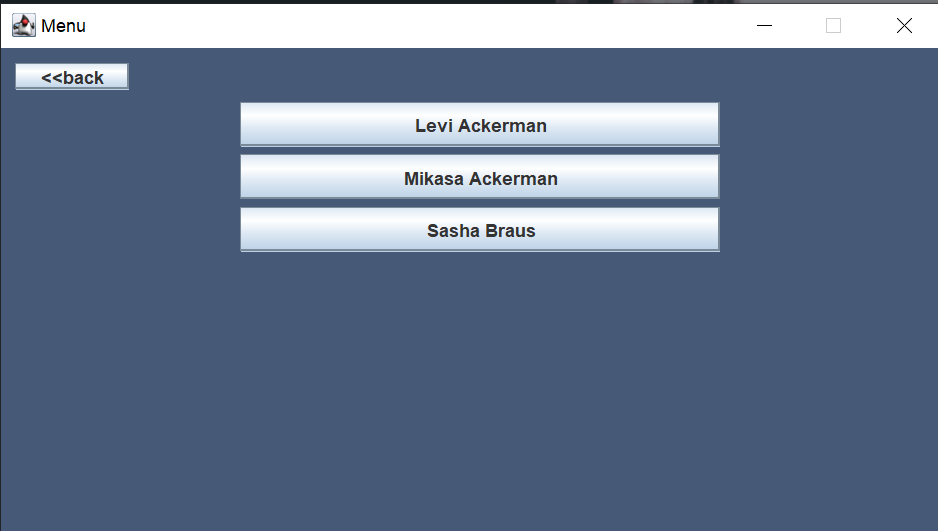 Menu
<<back
Levi Ackerman
Mikasa Ackerman
Sasha Braus